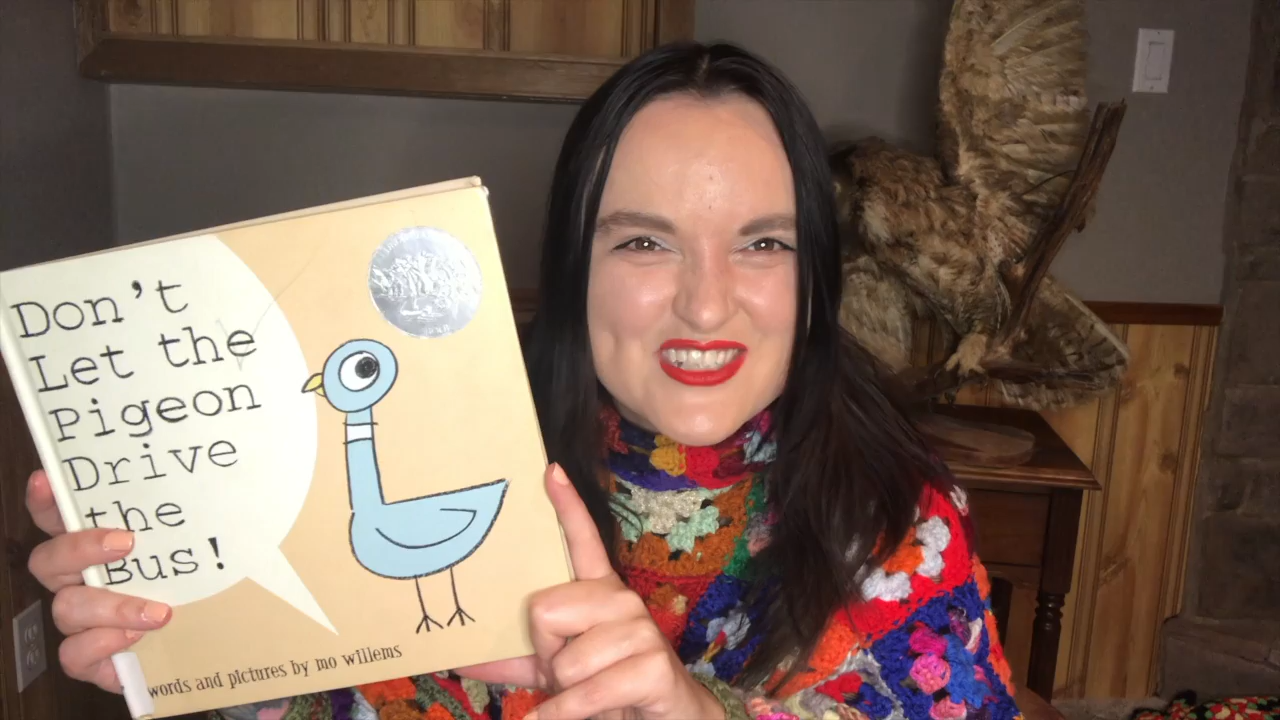 Don't
Let the
Pigeon
Drive
the
Bus!
words and pictures by mo willems